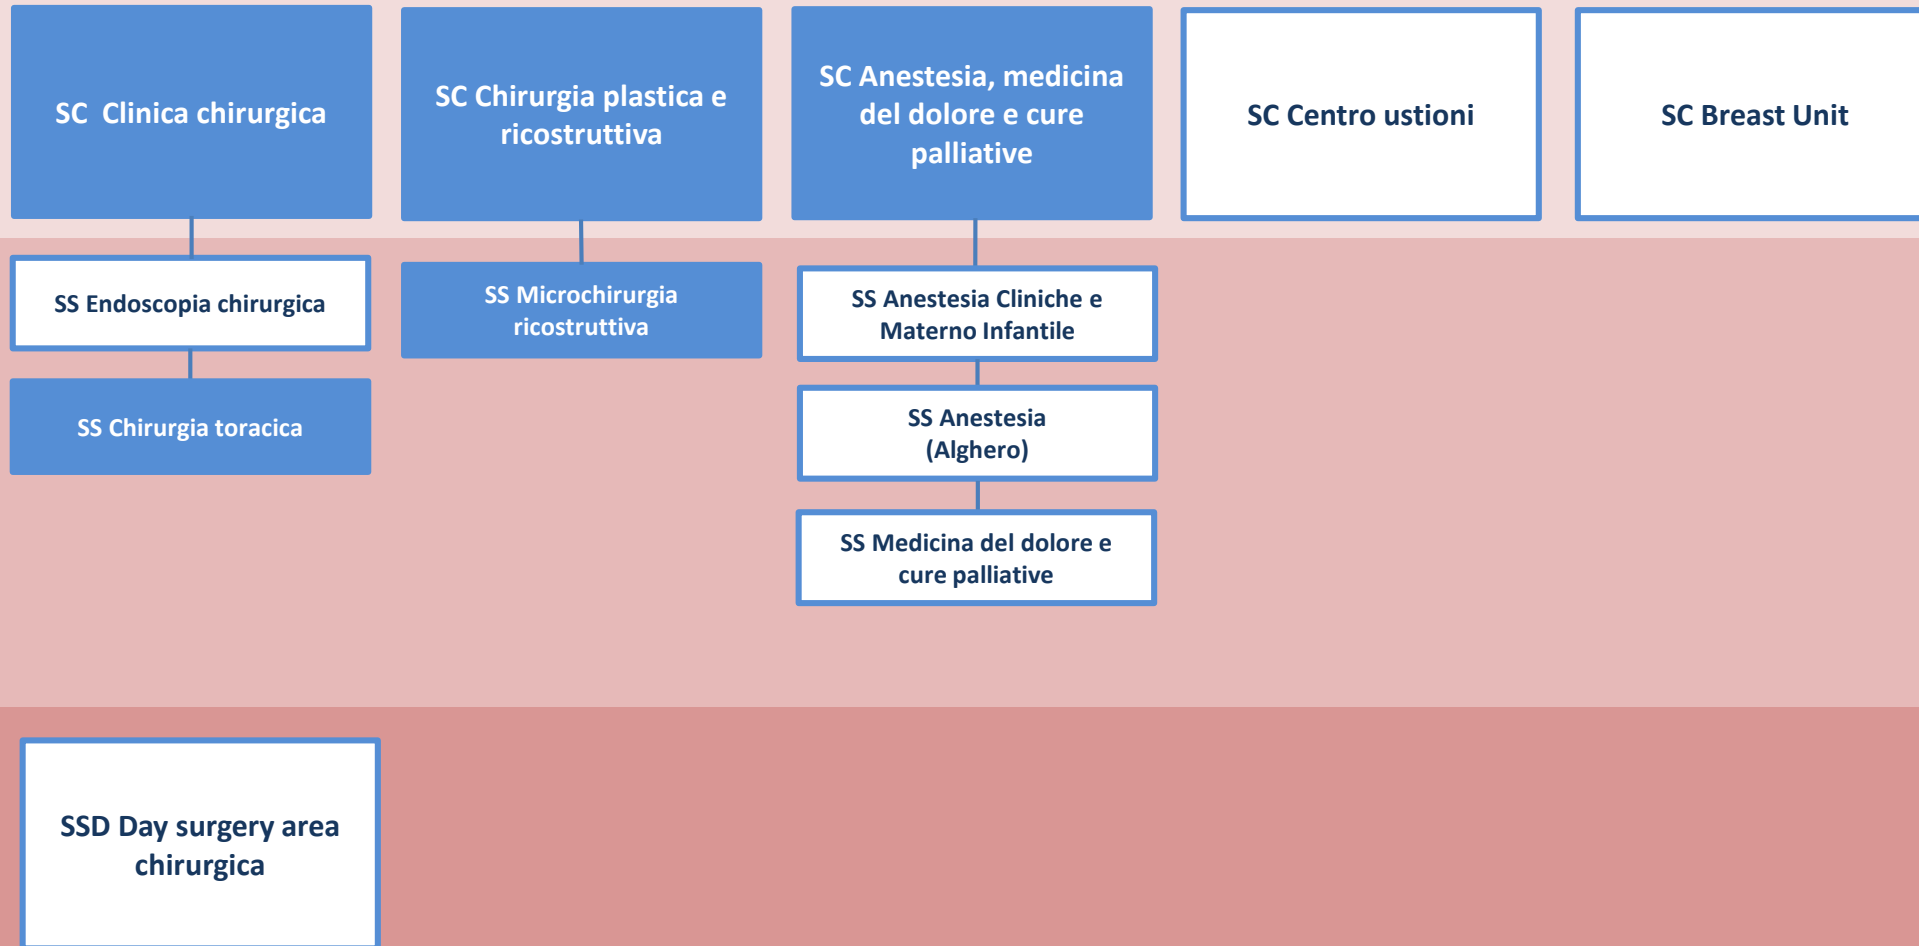 SC Clinica chirurgica
SC Chirurgia plastica e
ricostruttiva
SC Anestesia, medicina
del dolore e cure
palliative
SC Centro ustioni
SC Breast Unit
SS Endoscopia chirurgica
SS Chirurgia toracica
SS Microchirurgia
ricostruttiva
SS Anestesia Cliniche e
Materno Infantile
SS Anestesia
(Alghero)
SS Medicina del dolore e
cure palliative
SSD Day surgery area
chirurgica